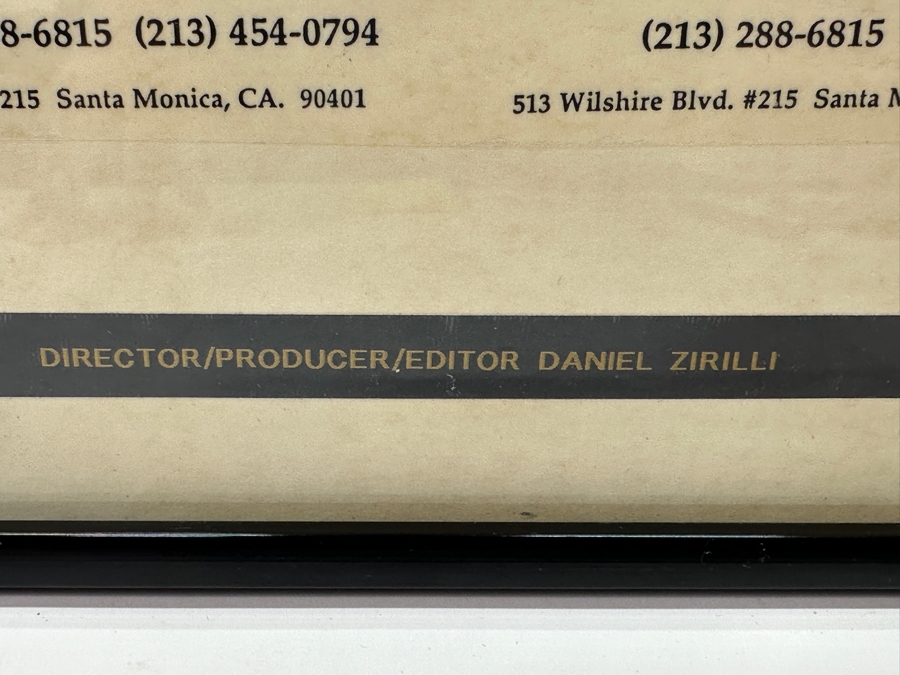 8-6815 (213) 454-0794 (213) 288-6815
215 Santa Monica, CA. 90401 513 Wilshire Blvd. #215 Santa
DIRECTOR/PRODUCER/EDITOR DANIEL ZIRILLI